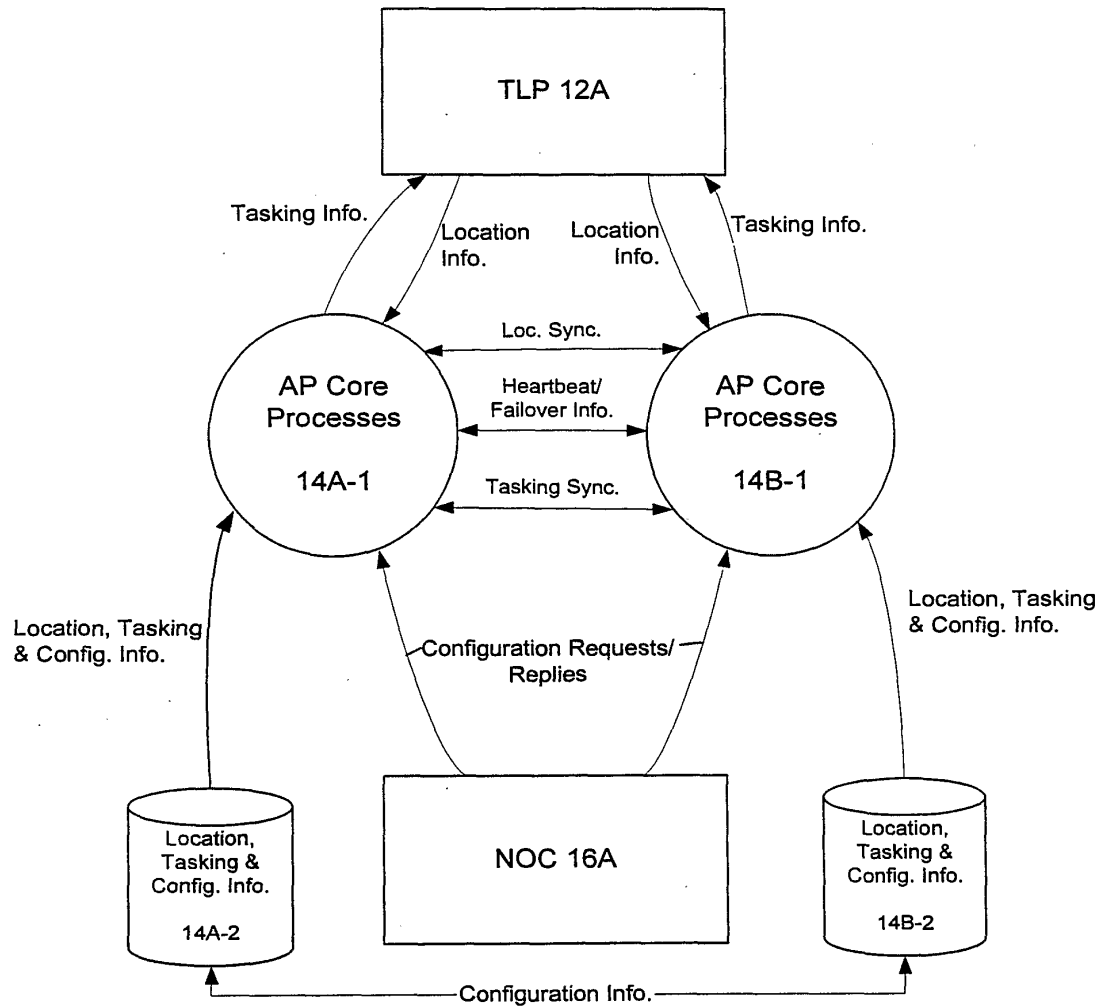 TLP 12A
Tasking Info.
Location
Info.
Location
Info.
Tasking Info.
Loc. Sync.
Heartbeat/
Failover Info.
Tasking Sync.
AP Core
Processes
14A-1
AP Core
Processes
14B-1
Location, Tasking
& Config. Info.
Configuration Requests/
Replies
Location, Tasking
& Config. Info.
Location,
Tasking &
Config. Info.
14A-2
NOC 16A
Location,
Tasking &
Config. Info.
14B-2
Configuration Info.